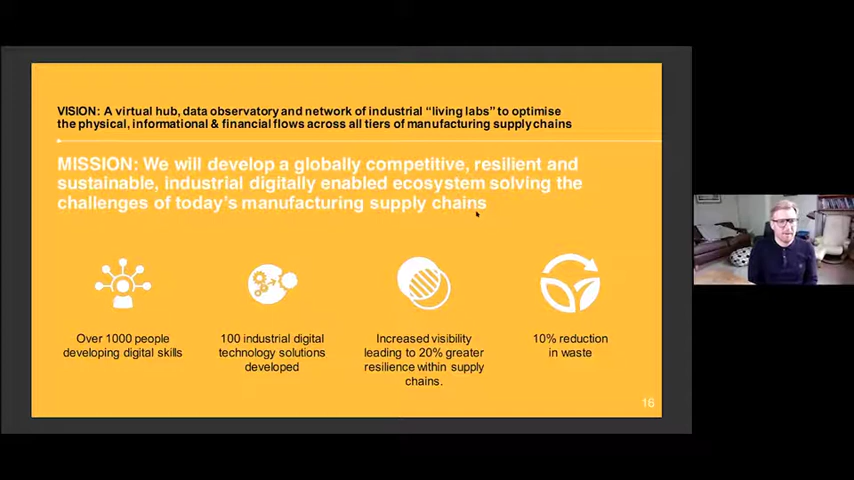 VISION: A virtual hub, data observatory and network of industrial “living labs” to optimise
the physical, informational & financial flows across all tiers of manufacturing supply chains
MISSION: We will develop a globally competitive, resilient and
sustainable, industrial digitally enabled ecosystem solving the
challenges of today’s manufacturing supply chains
Over 1000 people
developing digital skills
100 industrial digital
technology solutions
developed
Increased visibility
leading to 20% greater
resilience within supply
chains.
10% reduction
in waste
16